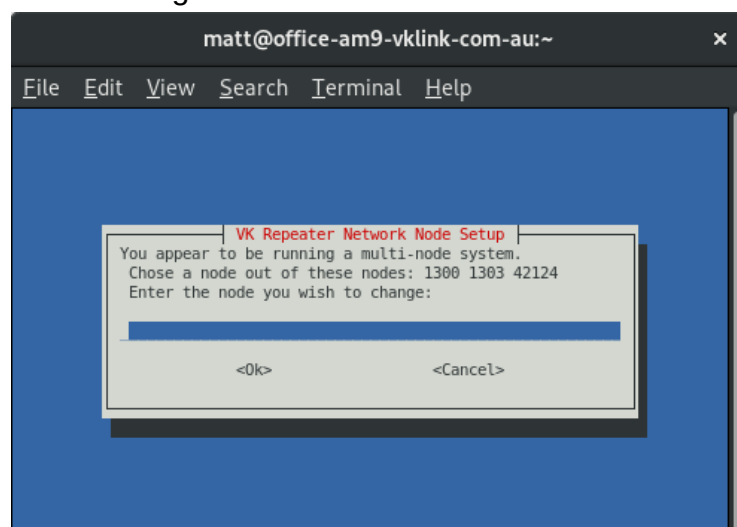 matt@office-am9-vklink-com-au:~ ×
File Edit View Search Terminal Help
VK Repeater Network Node Setup
You appear to be running a multi-node system.
Chose a node out of these nodes: 1300 1303 42124
Enter the node you wish to change:
<Ok> <Cancel>